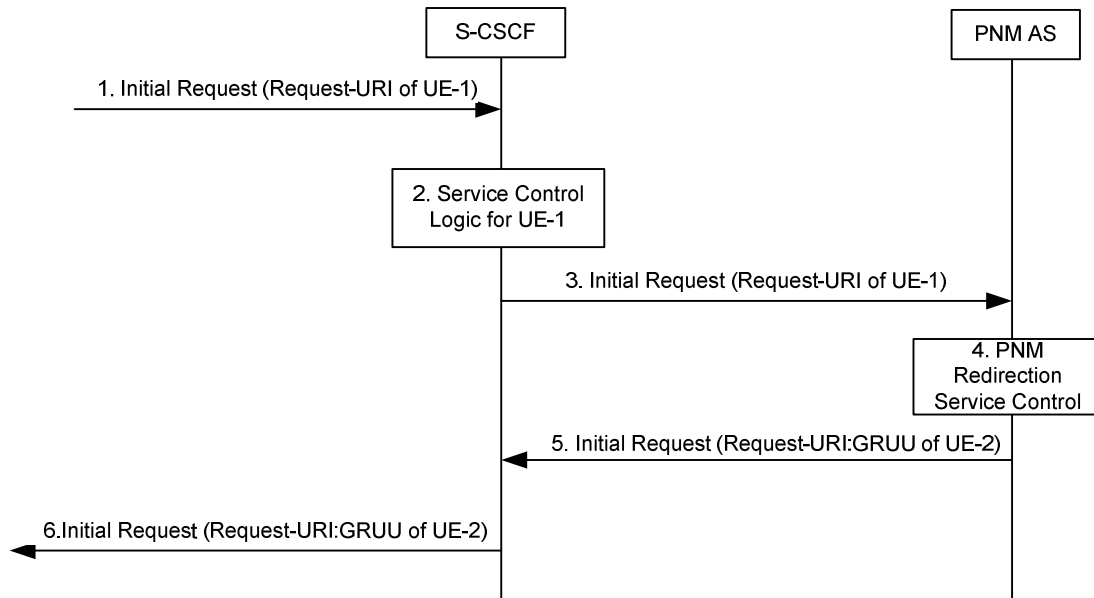 S-CSCF
PNM AS
1. Initial Request (Request-URI of UE-1)
2. Service Control
Logic for UE-1
3. Initial Request (Request-URI of UE-1)
4. PNM
Redirection
Service Control
5. Initial Request (Request-URI:GRUU of UE-2)
6.Initial Request (Request-URI:GRUU of UE-2)